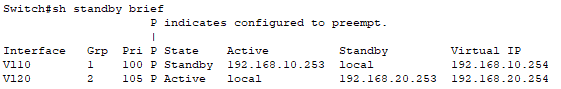 Switch#sh standby brief
                     P indicates configured to preempt.
                     |
Interface   Grp  Pri P State   Active          Standby         Virtual IP
Vl10        1    100 P Standby 192.168.10.253  local           192.168.10.254
Vl20        2    105 P Active  local           192.168.20.253  192.168.20.254